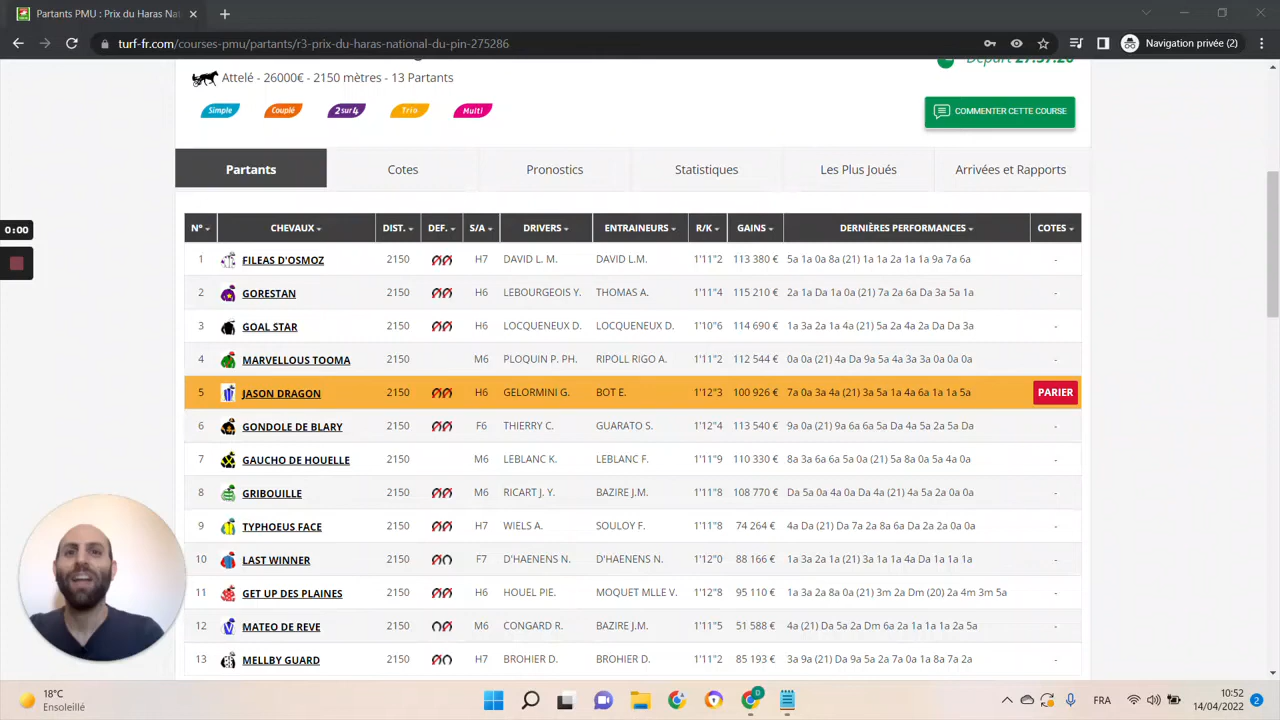 Partants PMU : Prix du Haras Nat
turf-fr.com/courses-pmu/partants/r3-prix-du-haras-national-du-pin-275286
Navigation privée (2)
Attelé - 26000€ - 2150 mètres - 13 Partants
Départ 27:57:20
Simple Couplé 2sur4 Trio Multi
COMMENTER CETTE COURSE
Partants Cotes Pronostics Statistiques Les Plus Joués Arrivées et Rapports
N° CHEVAUX DIST. DEF. S/A DRIVERS ENTRAINEURS R/K GAINS DERNIÈRES PERFORMANCES COTES
1 FILEAS D'OSMOZ 2150 H7 DAVID L. M. DAVID L.M. 1'11"2 113 380 € 5a 1a 0a 8a (21) 1a 1a 2a 1a 1a 9a 7a 6a -
2 GORESTAN 2150 H6 LEBOURGEOIS Y. THOMAS A. 1'11"4 115 210 € 2a 1a Da 1a 0a (21) 7a 2a 6a Da 3a 5a 1a -
3 GOAL STAR 2150 H6 LOCQUENEUX D. LOCQUENEUX D. 1'10"6 114 690 € 1a 3a 2a 1a 4a (21) 5a 2a 4a 2a Da Da 3a -
4 MARVELLOUS TOOMA 2150 M6 PLOQUIN P. PH. RIPOLL RIGO A. 1'11"2 112 544 € 0a 0a (21) 4a Da 9a 5a 4a 3a 3a 0a 0a 0a -
5 JASON DRAGON 2150 H6 GELORMINI G. BOT E. 1'12"3 100 926 € 7a 0a 3a 4a (21) 3a 5a 1a 4a 6a 1a 1a 5a PARIER
6 GONDOLE DE BLARY 2150 F6 THIERRY C. GUARATO S. 1'12"4 113 540 € 9a 0a (21) 9a 6a 6a 5a Da 4a 5a 2a 5a Da -
7 GAUCHO DE HOUELLE 2150 M6 LEBLANC K. LEBLANC F. 1'11"9 110 330 € 8a 3a 6a 6a 5a 0a (21) 5a 8a 0a 5a 4a 0a -
8 GRIBOUILLE 2150 M6 RICART J. Y. BAZIRE J.M. 1'11"8 108 770 € Da 5a 0a 4a 0a Da 4a (21) 4a 5a 2a 0a 0a -
9 TYPHOEUS FACE 2150 H7 WIELS A. SOULOY F. 1'11"8 74 264 € 4a Da (21) Da 7a 2a 8a 6a Da 2a 2a 0a 0a -
10 LAST WINNER 2150 F7 D'HAENENS N. D'HAENENS N. 1'12"0 88 166 € 1a 3a 2a 1a (21) 3a 1a 1a 4a Da 1a 1a 1a -
11 GET UP DES PLAINES 2150 H6 HOUEL PIE. MOQUET MLLE V. 1'12"8 95 110 € 1a 3a 2a 8a 0a (21) 3m 2a Dm (20) 2a 4m 3m 5a -
12 MATEO DE REVE 2150 M6 CONGARD R. BAZIRE J.M. 1'11"5 51 588 € 4a (21) Da 5a 2a Dm 6a 2a 1a 1a 1a 2a 5a -
13 MELLBY GUARD 2150 H7 BROHIER D. BROHIER D. 1'11"2 85 193 € 3a 9a (21) Da 9a 5a 2a 7a 0a 1a 8a 7a 2a -
0:00
18°C
Ensoleillé
FRA
10:52
14/04/2022
2